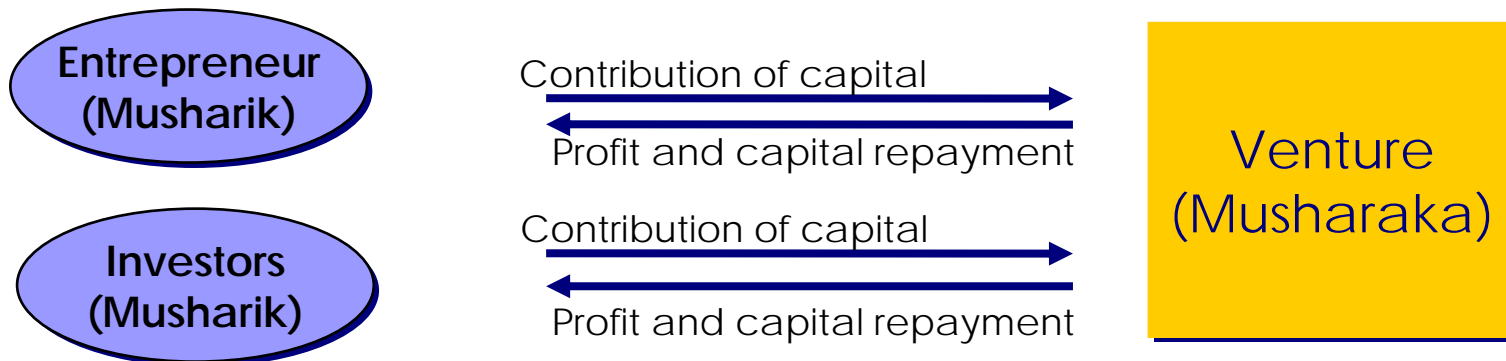 Entrepreneur
(Musharik)
Contribution of capital
Profit and capital repayment
Investors
(Musharik)
Contribution of capital
Profit and capital repayment
Venture
(Musharaka)